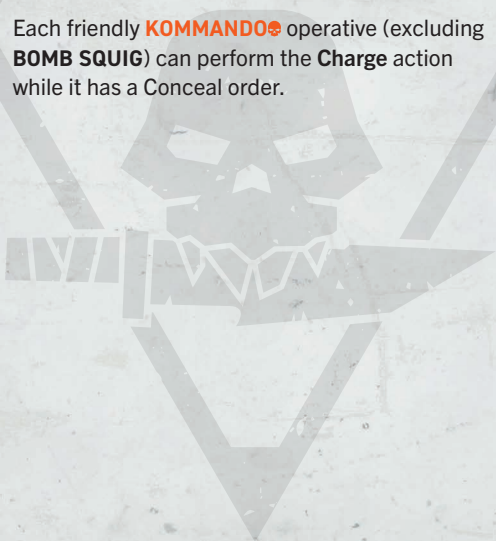 Each friendly KOMMANDO operative (excluding
BOMB SQUIG) can perform the Charge action
while it has a Conceal order.